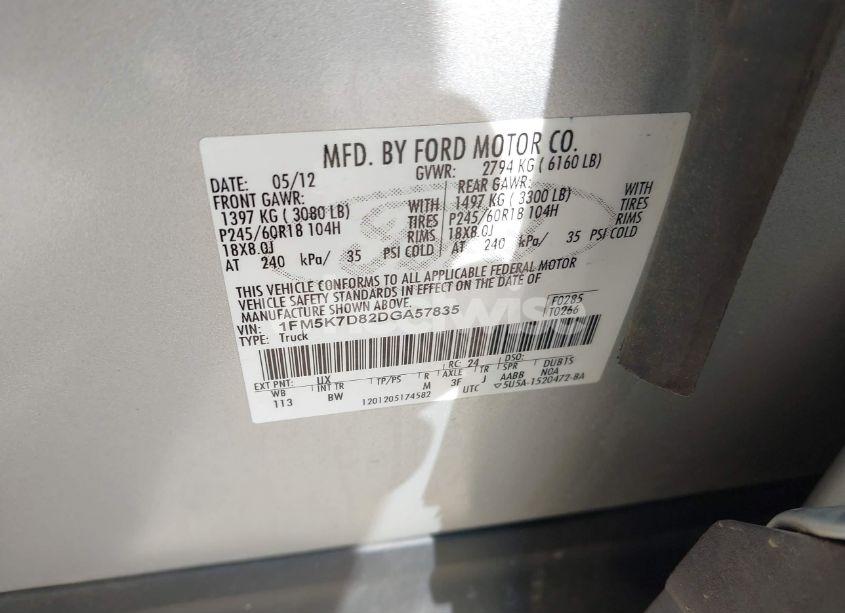 MFD. BY FORD MOTOR CO.
DATE: 05/12 GVWR: 2794 KG ( 6160 LB)
FRONT GAWR: REAR GAWR:
1397 KG ( 3080 LB) WITH 1497 KG ( 3300 LB) WITH
P245/60R18 104H TIRES P245/60R18 104H TIRES
18X8.0J RIMS 18X8.0J RIMS
AT 240 kPa/ 35 PSI COLD AT 240 kPa/ 35 PSI COLD
THIS VEHICLE CONFORMS TO ALL APPLICABLE FEDERAL MOTOR
VEHICLE SAFETY STANDARDS IN EFFECT ON THE DATE OF
MANUFACTURE SHOWN ABOVE.
VIN: 1FM5K7D82DGA57835 F0285
TYPE: Truck T0266
EXT PNT: UX RC: 24 DSO:
WB INT TR TP/PS R AXLE TR SPR DUBTS
113 BW M 3F J AABB NOA
1201205174582 UTC ▽5U5A-1520472-BA